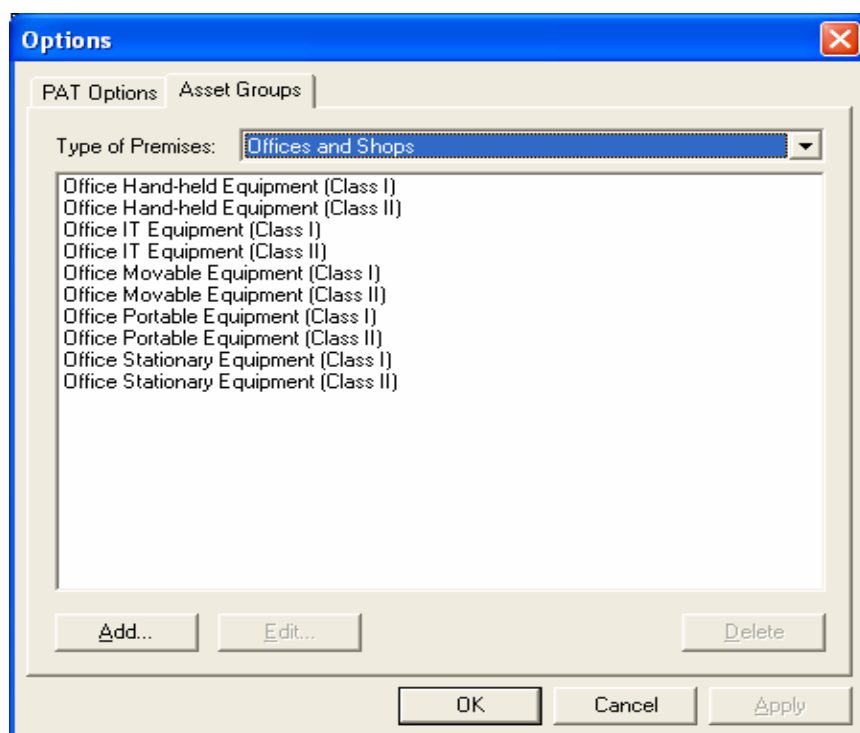 Options
PAT Options Asset Groups
Type of Premises: Offices and Shops
Office Hand-held Equipment (Class I)
Office Hand-held Equipment (Class II)
Office IT Equipment (Class I)
Office IT Equipment (Class II)
Office Movable Equipment (Class I)
Office Movable Equipment (Class II)
Office Portable Equipment (Class I)
Office Portable Equipment (Class II)
Office Stationary Equipment (Class I)
Office Stationary Equipment (Class II)
Add... Edit... Delete
OK Cancel Apply